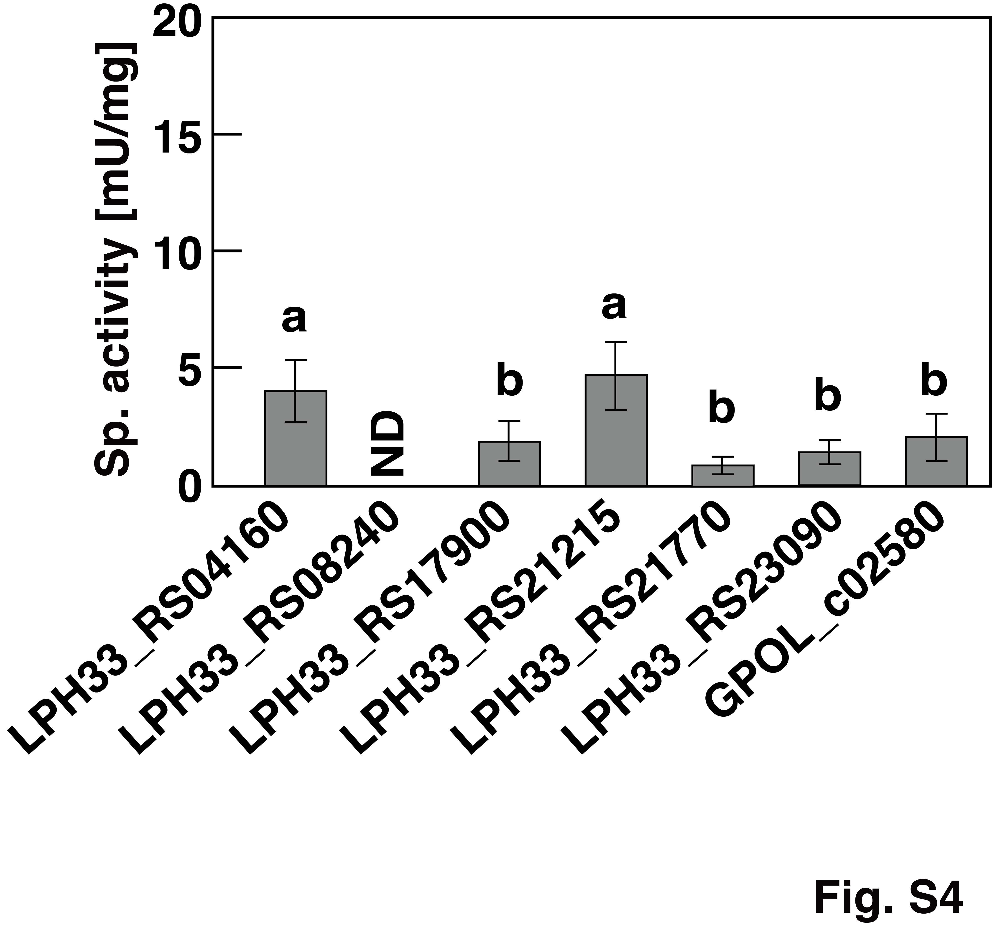 Sp. activity [mU/mg]
20
15
10
5
0
a
ND
b
a
b
b
b
LPH33_RS04160
LPH33_RS08240
LPH33_RS17900
LPH33_RS21215
LPH33_RS21770
LPH33_RS23090
GPOL_c02580
Fig. S4